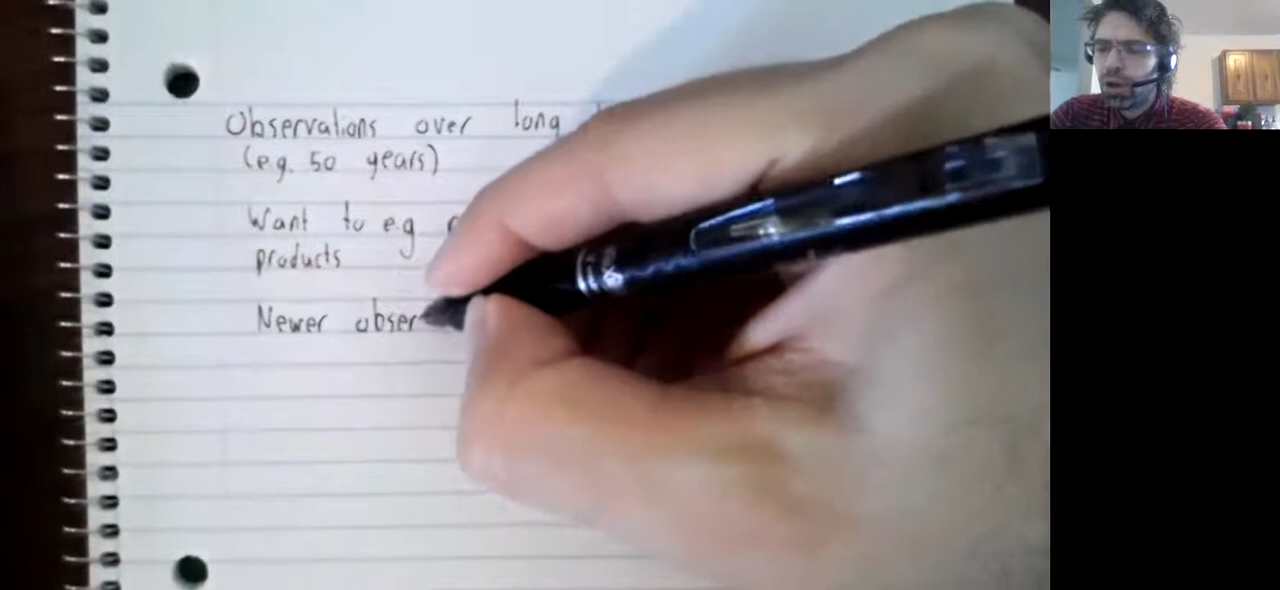 Observations over long
(e.g. 50 years)
Want to e.g
products
Newer obser